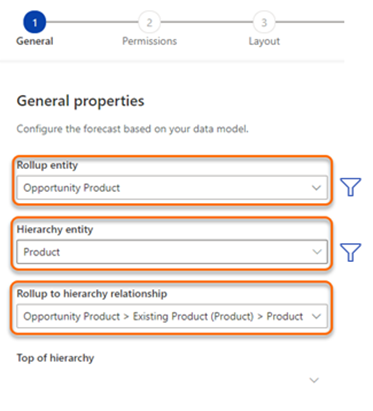 1 2 3
General Permissions Layout
General properties
Configure the forecast based on your data model.
Rollup entity
Opportunity Product
Hierarchy entity
Product
Rollup to hierarchy relationship
Opportunity Product > Existing Product (Product) > Product
Top of hierarchy